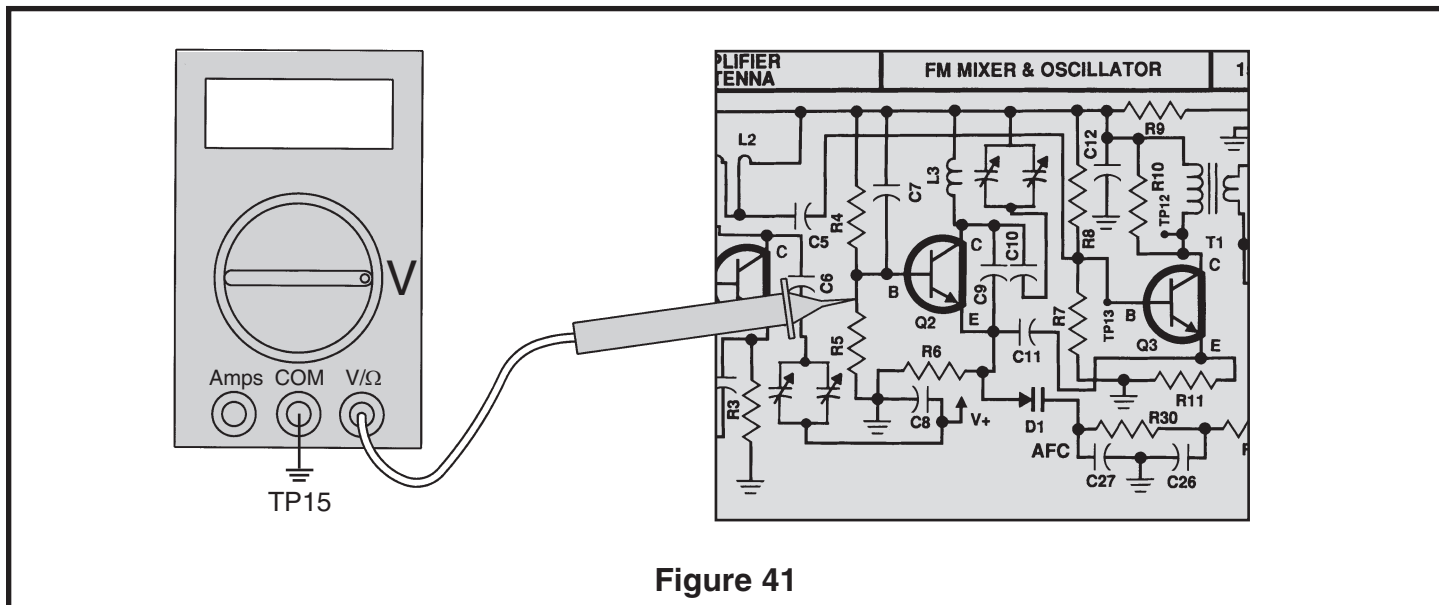 PLIFIER
TENNA
FM MIXER & OSCILLATOR
L2
C5
C6
R3
R4
R5
C7
B
Q2
C
E
L3
C9
C10
R6
C8
V+
C11
D1
AFC
R8
R7
C12
R9
R10
TP12
T1
TP13
B
Q3
C
E
R11
R30
C27
C26
C
V
Amps COM V/Ω
TP15
Figure 41